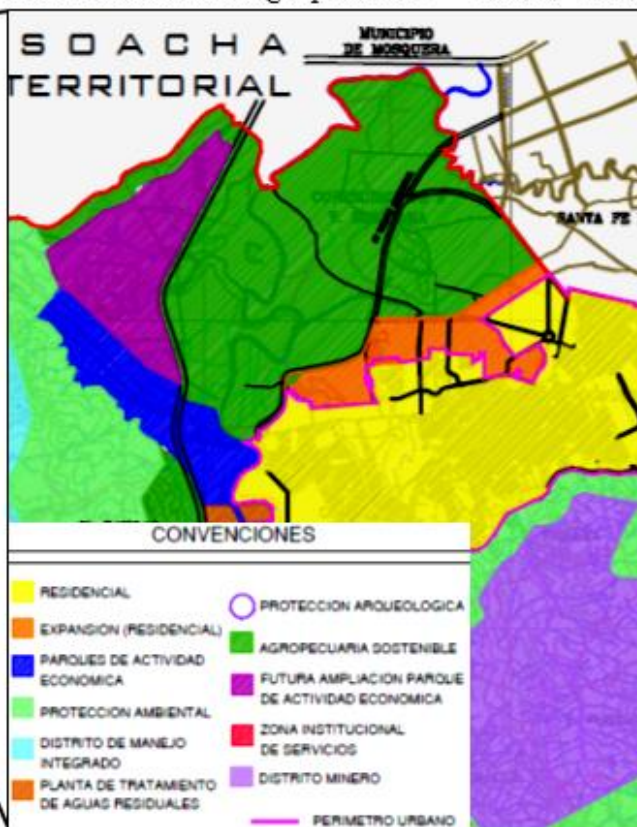 SOACHA
TERRITORIAL
MUNICIPIO
DE MOSQUERA
SANTA FE
CONVENCIONES
RESIDENCIAL
EXPANSION (RESIDENCIAL)
PARQUES DE ACTIVIDAD
ECONOMICA
PROTECCION AMBIENTAL
DISTRITO DE MANEJO
INTEGRADO
PLANTA DE TRATAMIENTO
DE AGUAS RESIDUALES
PROTECCION ARQUEOLOGICA
AGROPECUARIA SOSTENIBLE
FUTURA AMPLIACION PARQUE
DE ACTIVIDAD ECONOMICA
ZONA INSTITUCIONAL
DE SERVICIOS
DISTRITO MINERO
PERIMETRO URBANO